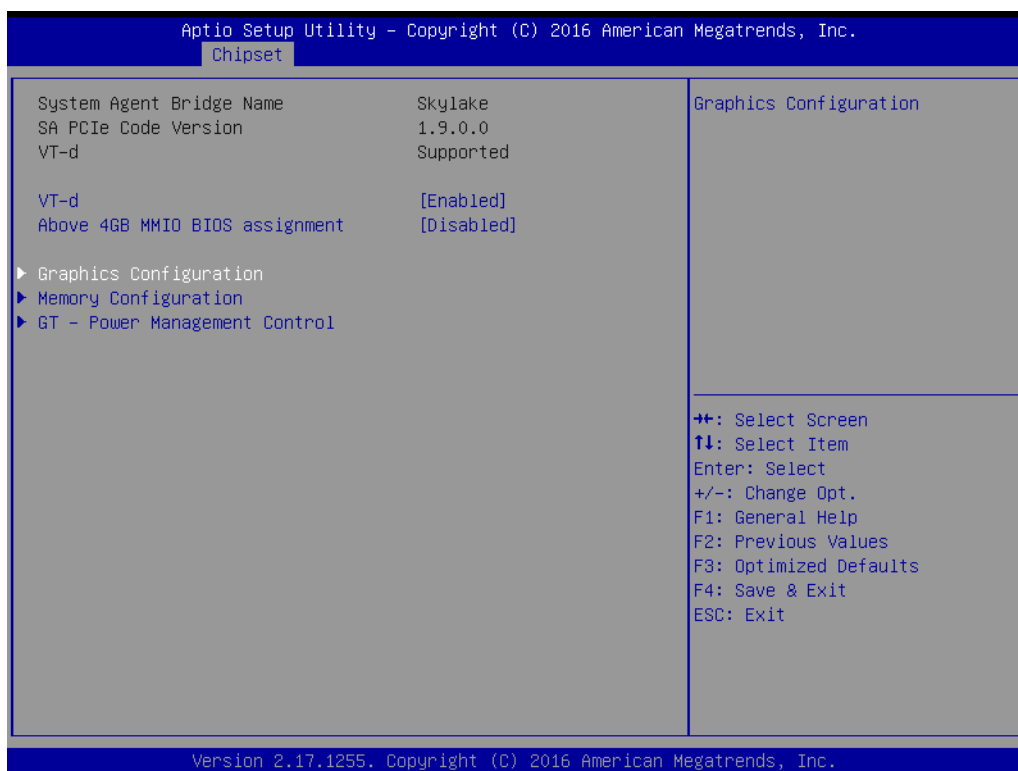 Aptio Setup Utility – Copyright (C) 2016 American Megatrends, Inc.
Chipset
System Agent Bridge Name Skylake
SA PCIe Code Version 1.9.0.0
VT-d Supported
VT-d [Enabled]
Above 4GB MMIO BIOS assignment [Disabled]
► Graphics Configuration
► Memory Configuration
► GT – Power Management Control
Graphics Configuration
→←: Select Screen
↑↓: Select Item
Enter: Select
+/-: Change Opt.
F1: General Help
F2: Previous Values
F3: Optimized Defaults
F4: Save & Exit
ESC: Exit
Version 2.17.1255. Copyright (C) 2016 American Megatrends, Inc.